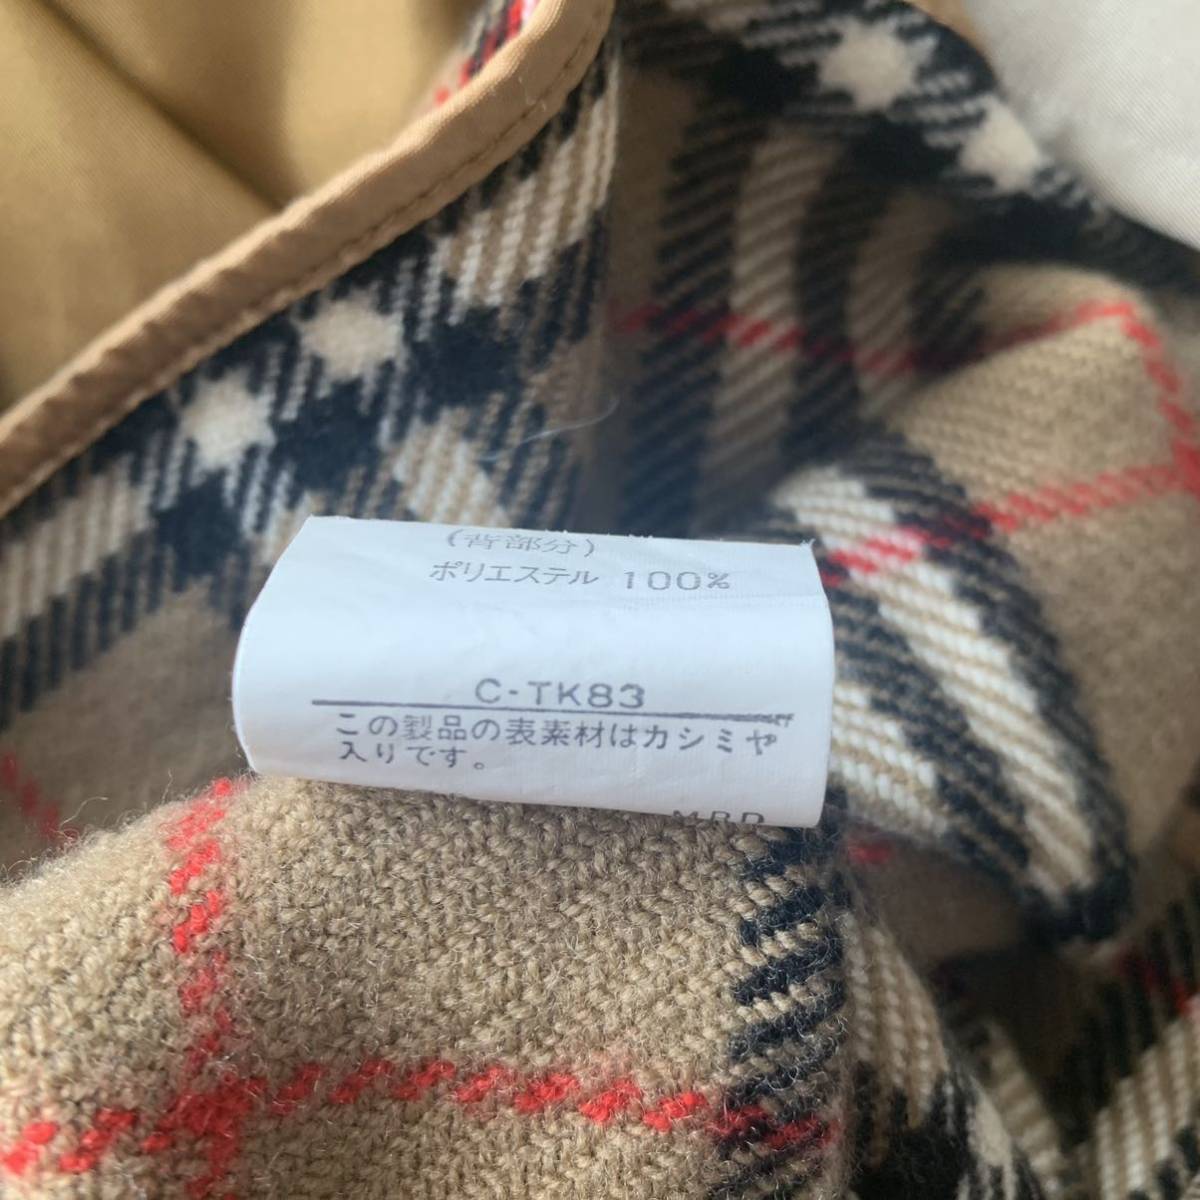 (背部分)
ポリエステル 100%
C-TK83
この製品の表素材はカシミヤ
入りです。